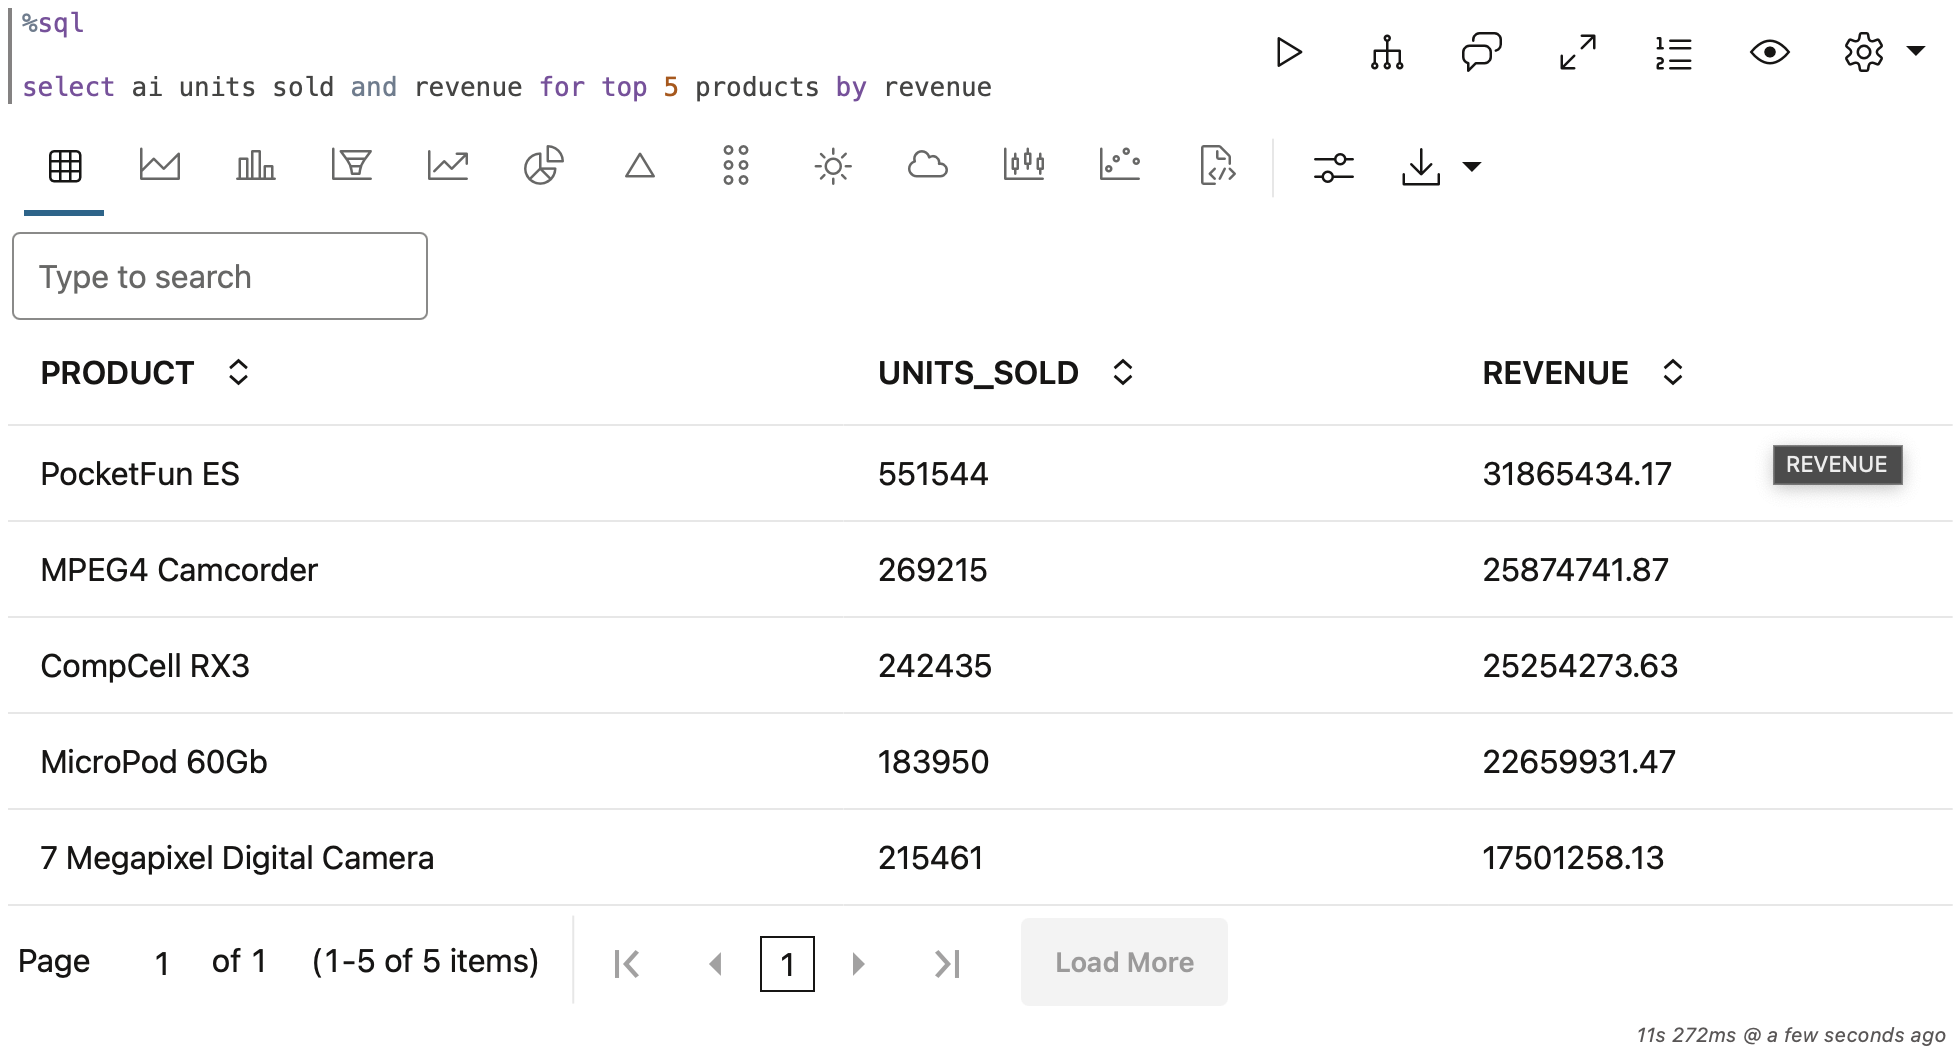 %sql
select ai units sold and revenue for top 5 products by revenue
Type to search
PRODUCT UNITS_SOLD REVENUE
PocketFun ES 551544 31865434.17 REVENUE
MPEG4 Camcorder 269215 25874741.87
CompCell RX3 242435 25254273.63
MicroPod 60Gb 183950 22659931.47
7 Megapixel Digital Camera 215461 17501258.13
Page 1 of 1 (1-5 of 5 items) 1 Load More
11s 272ms @ a few seconds ago